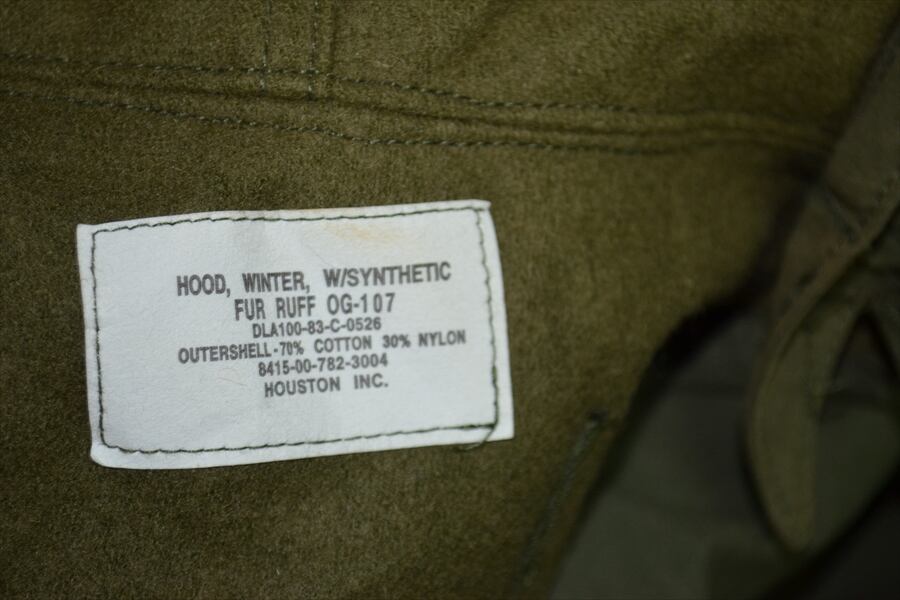 HOOD, WINTER, W/SYNTHETIC
FUR RUFF OG-107
DLA100-83-C-0526
OUTERSHELL-70% COTTON 30% NYLON
8415-00-782-3004
HOUSTON INC.